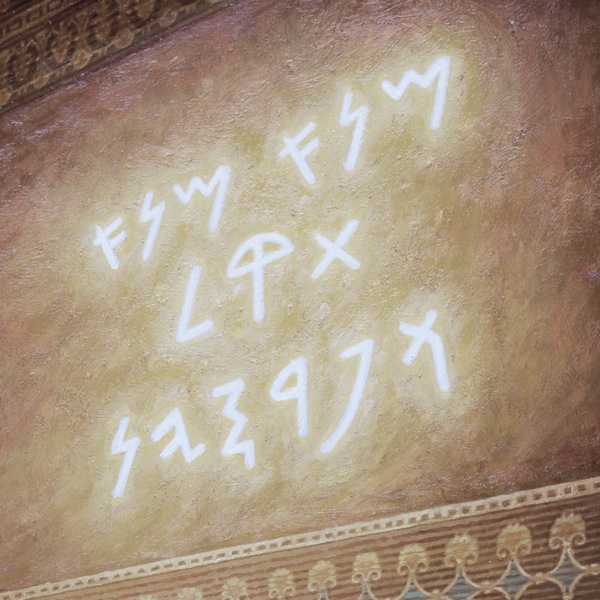 𐤌𐤍𐤀 𐤌𐤍𐤀
𐤕𐤒𐤋
𐤅𐤐𐤓𐤎𐤉𐤍